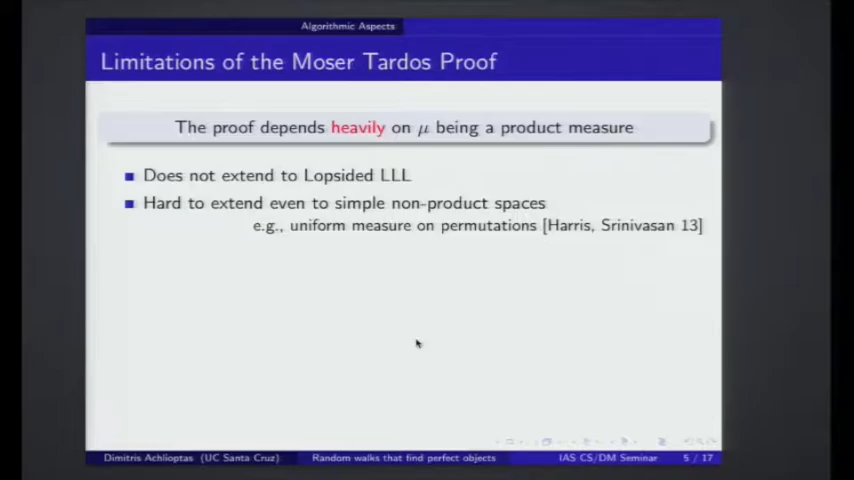 Algorithmic Aspects
Limitations of the Moser Tardos Proof
The proof depends heavily on μ being a product measure
Does not extend to Lopsided LLL
Hard to extend even to simple non-product spaces
e.g., uniform measure on permutations [Harris, Srinivasan 13]
Dimitris Achlioptas (UC Santa Cruz) Random walks that find perfect objects IAS CS/DM Seminar 5 / 17